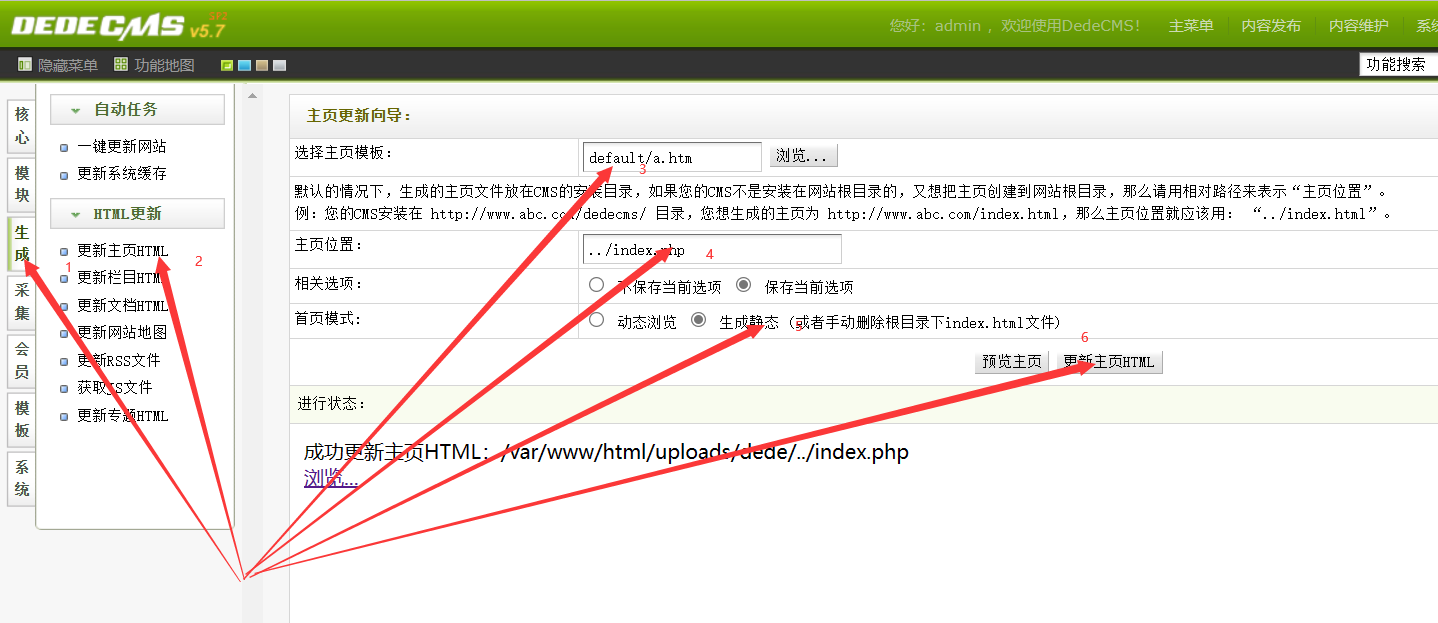 DEDECMS v5.7 SP2
您好：admin ，欢迎使用DedeCMS！ 主菜单 内容发布 内容维护
隐藏菜单 功能地图 功能搜索
核心
模块
生成
采集
会员
模板
系统
自动任务
一键更新网站
更新系统缓存
HTML更新
更新主页HTML
更新栏目HTML
更新文档HTML
更新网站地图
更新RSS文件
获取JS文件
更新专题HTML
1
2
主页更新向导：
选择主页模板： default/a.htm 浏览...
3
默认的情况下，生成的主页文件放在CMS的安装目录，如果您的CMS不是安装在网站根目录的，又想把主页创建到网站根目录，那么请用相对路径来表示“主页位置”。
例：您的CMS安装在 http://www.abc.com/dedecms/ 目录，您想生成的主页为 http://www.abc.com/index.html，那么主页位置就应该用： “../index.html”。
主页位置： ../index.php
4
相关选项： 不保存当前选项 保存当前选项
首页模式： 动态浏览 生成静态 (或者手动删除根目录下index.html文件)
5
6
预览主页 更新主页HTML
进行状态：
成功更新主页HTML：/var/www/html/uploads/dede/../index.php
浏览...